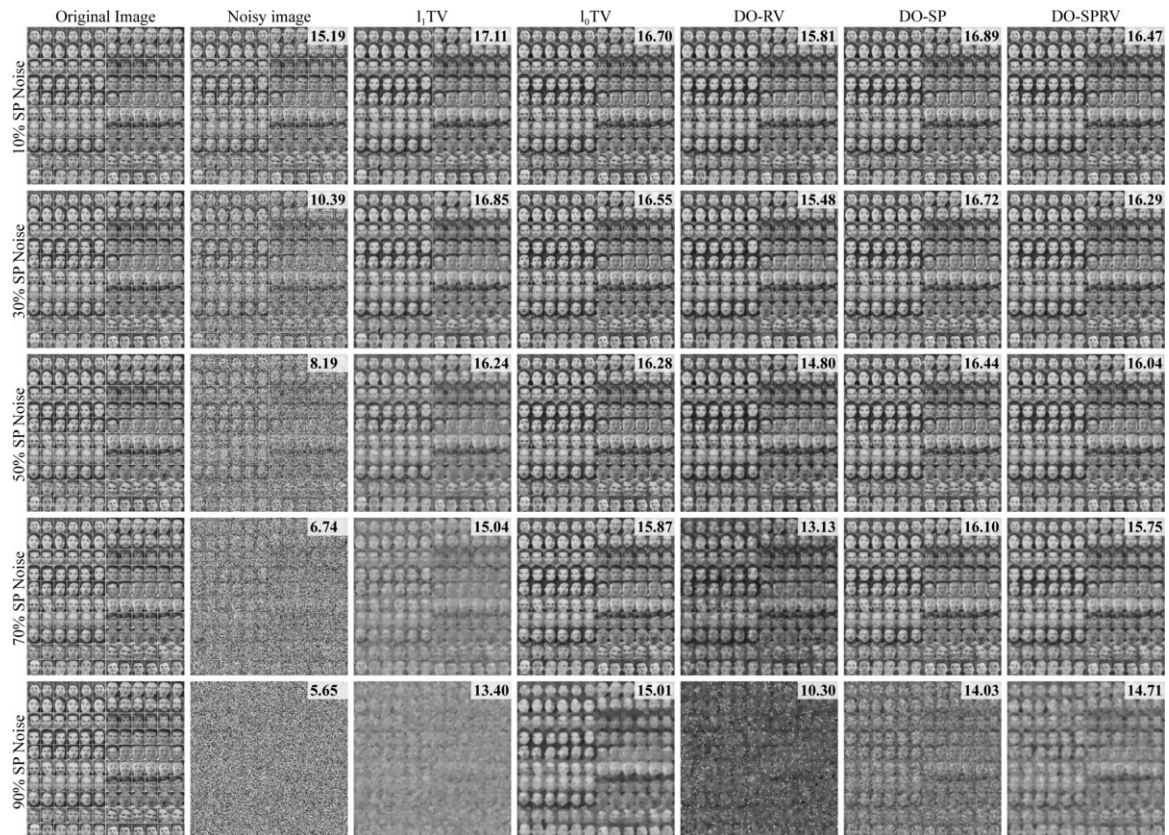 Original Image Noisy image l₁TV l₀TV DO-RV DO-SP DO-SPRV
10% SP Noise 15.19 17.11 16.70 15.81 16.89 16.47
30% SP Noise 10.39 16.85 16.55 15.48 16.72 16.29
50% SP Noise 8.19 16.24 16.28 14.80 16.44 16.04
70% SP Noise 6.74 15.04 15.87 13.13 16.10 15.75
90% SP Noise 5.65 13.40 15.01 10.30 14.03 14.71